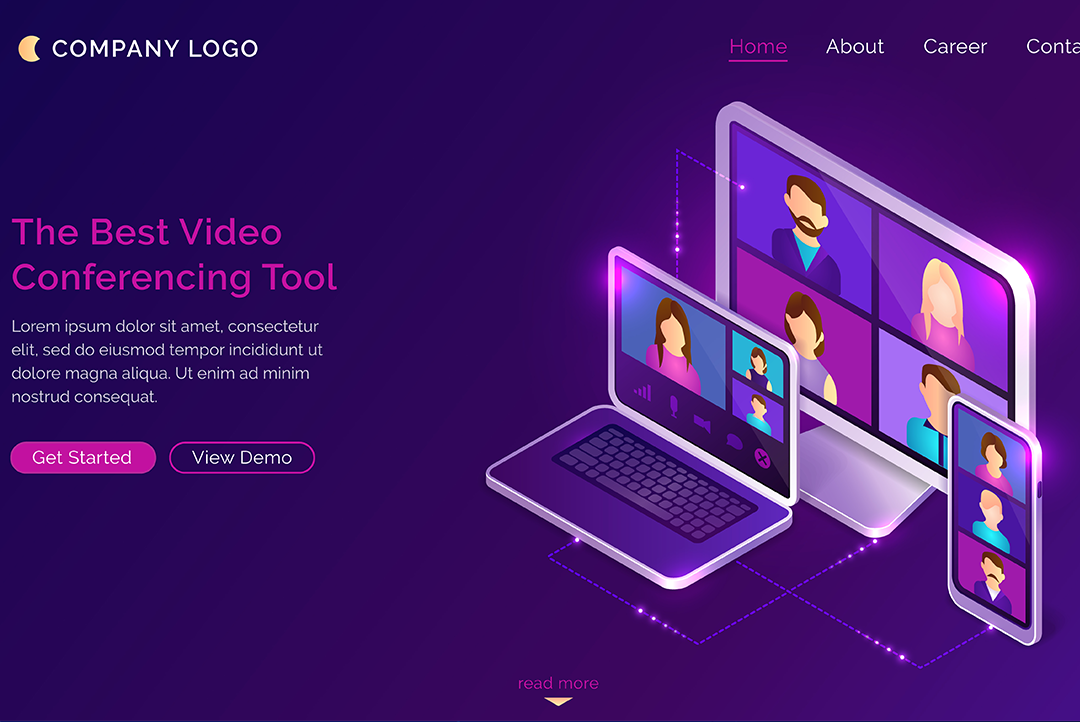 COMPANY LOGO
Home About Career Conta
The Best Video
Conferencing Tool
Lorem ipsum dolor sit amet, consectetur
elit, sed do eiusmod tempor incididunt ut
dolore magna aliqua. Ut enim ad minim
nostrud consequat.
Get Started View Demo
read more